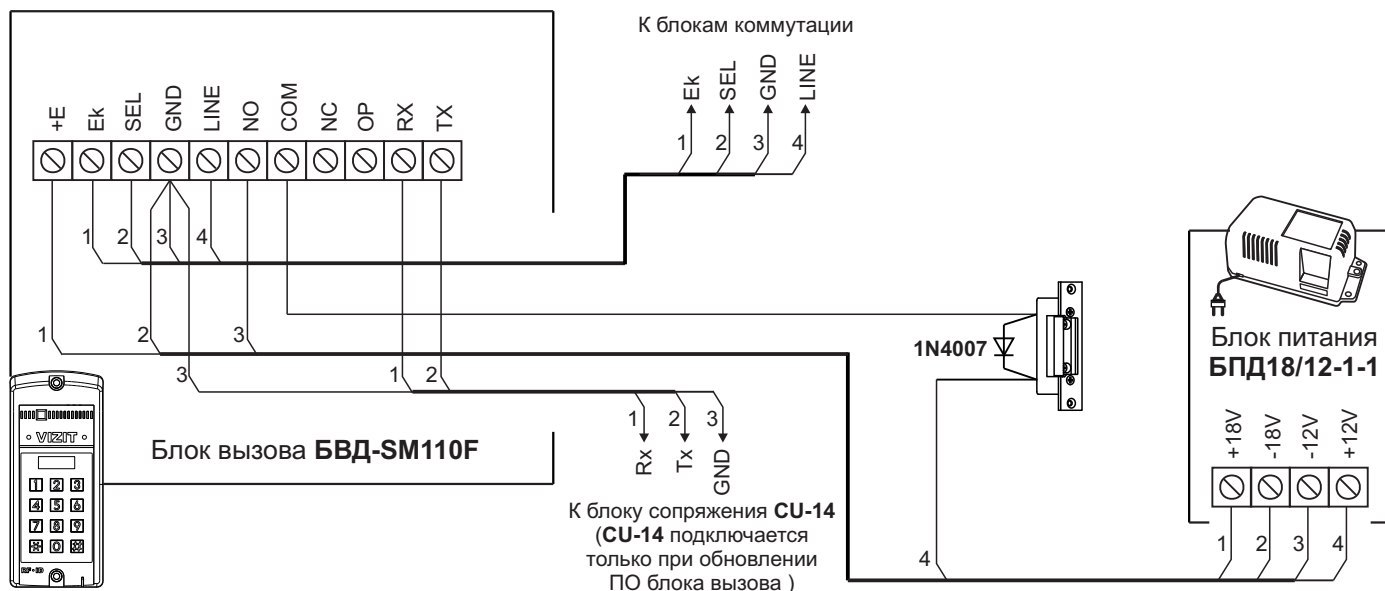 К блокам коммутации
Ek
SEL
GND
LINE
1
2
3
4
+E
Ek
SEL
GND
LINE
NO
COM
NC
OP
RX
TX
1
2
3
4
1
2
3
3
1
2
1N4007
4
Блок питания
БПД18/12-1-1
+18V
-18V
-12V
+12V
1
2
3
4
VIZIT
1 2 3
4 5 6
7 8 9
0
RF-ID
Блок вызова БВД-SM110F
1
2
3
Rx
Tx
GND
К блоку сопряжения CU-14
(CU-14 подключается
только при обновлении
ПО блока вызова )